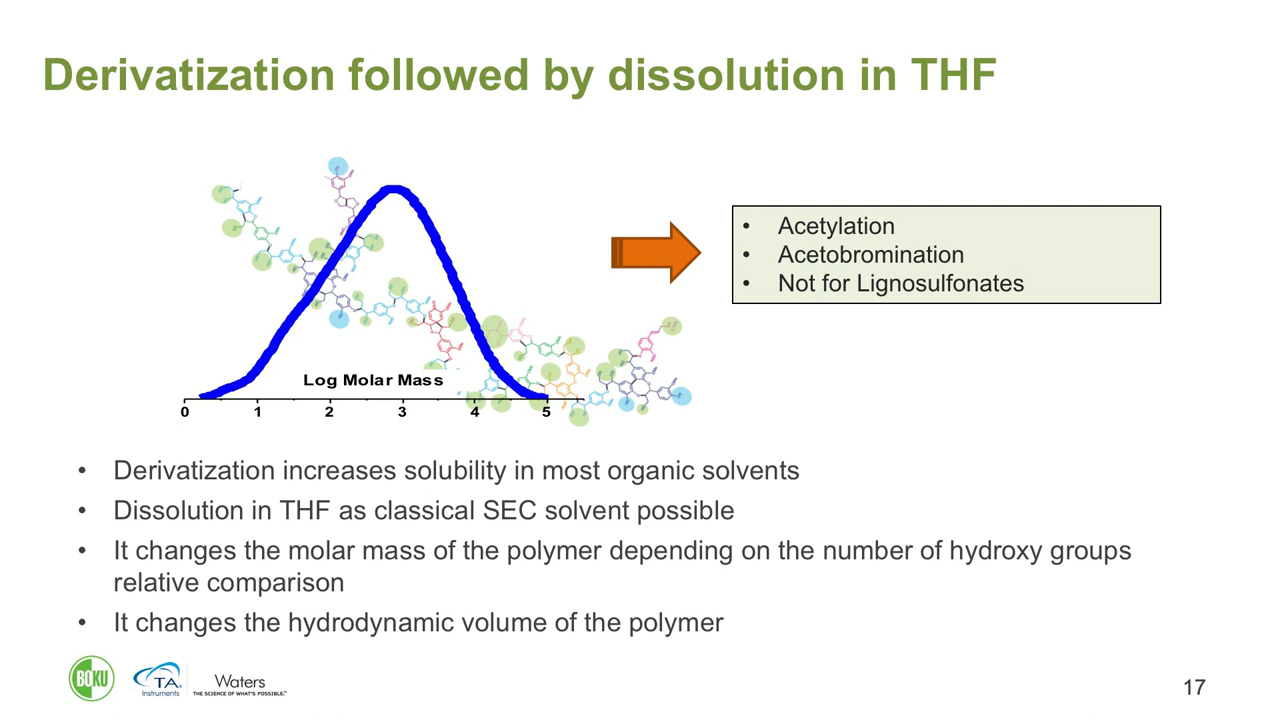 Derivatization followed by dissolution in THF
• Acetylation
• Acetobromination
• Not for Lignosulfonates
Log Molar Mass
0 1 2 3 4 5
• Derivatization increases solubility in most organic solvents
• Dissolution in THF as classical SEC solvent possible
• It changes the molar mass of the polymer depending on the number of hydroxy groups
relative comparison
• It changes the hydrodynamic volume of the polymer
BOKU
TA
Instruments
Waters
THE SCIENCE OF WHAT'S POSSIBLE.™
17